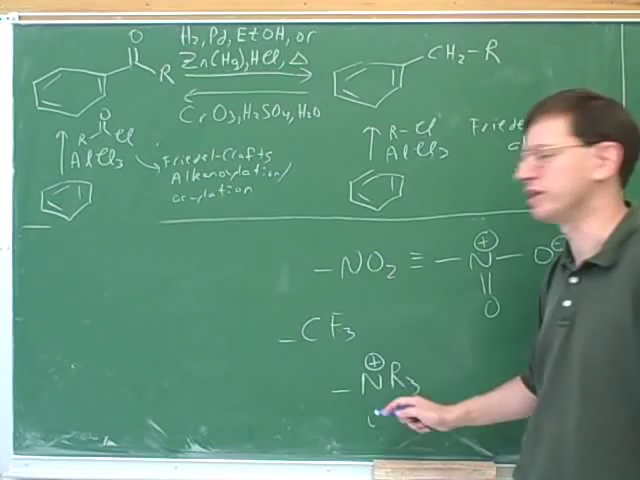 O
H₂, Pd, EtOH, or
Zn(Hg), HCl, Δ
R
CH₂-R
CrO₃, H₂SO₄, H₂O
O
R Cl
AlCl₃
Friedel-Crafts
Alkanoylation/
acylation
R-Cl
AlCl₃
Friede
-NO₂ ≡ -N-O
⊕ ⊖
O
-CF₃
⊕
-NR₃